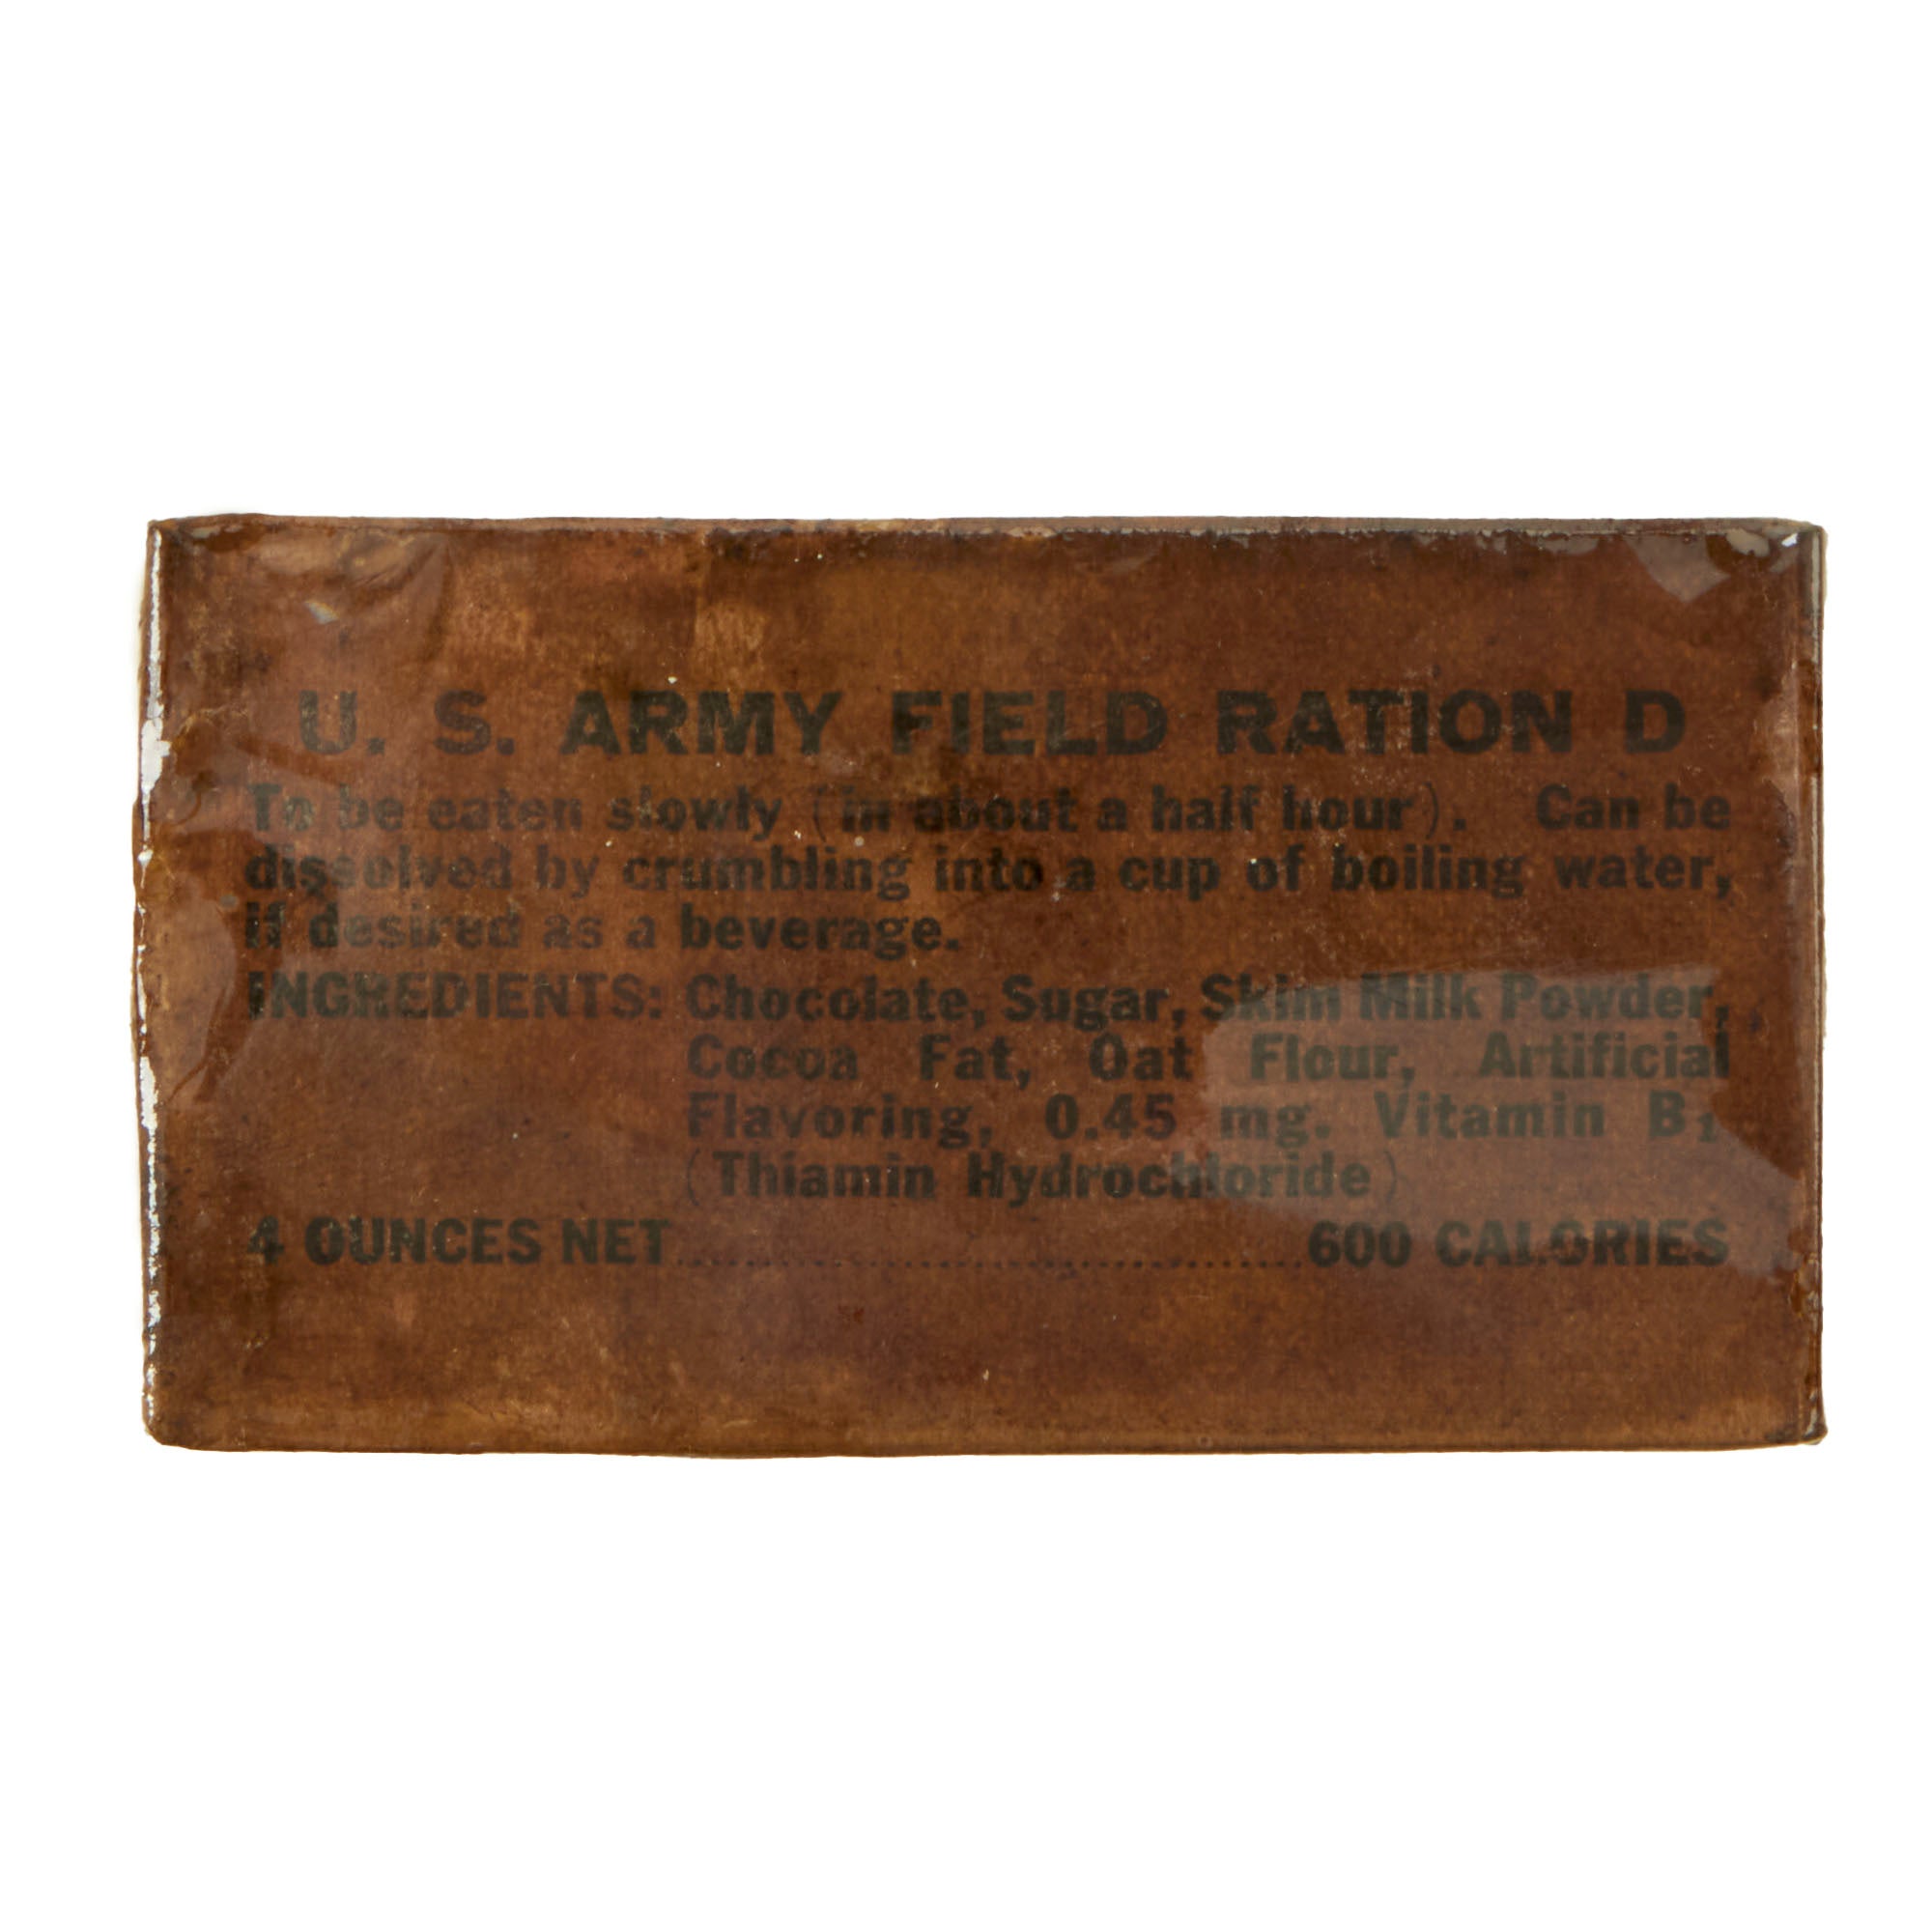 U. S. ARMY FIELD RATION D
To be eaten slowly (in about a half hour). Can be
dissolved by crumbling into a cup of boiling water,
if desired as a beverage.
INGREDIENTS: Chocolate, Sugar, Skim Milk Powder,
Cocoa Fat, Oat Flour, Artificial
Flavoring, 0.45 mg. Vitamin B₁
(Thiamin Hydrochloride)
4 OUNCES NET........................................600 CALORIES